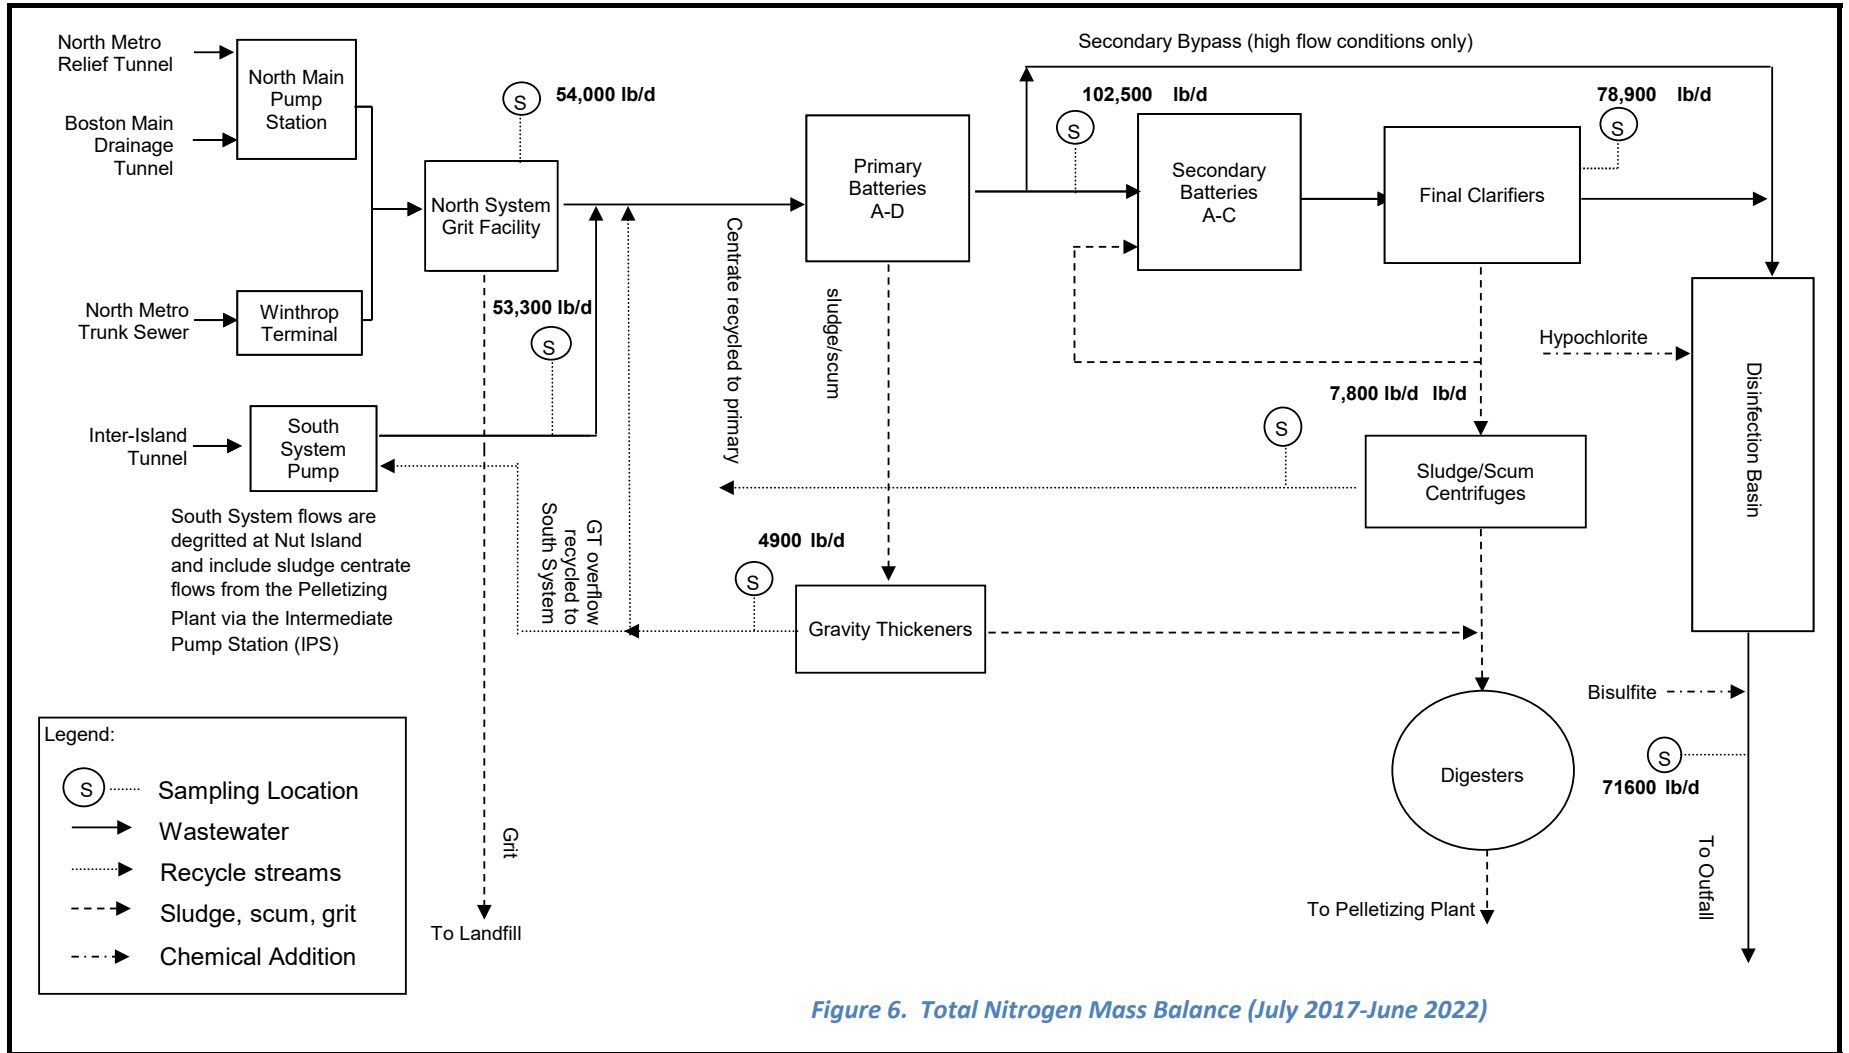 North Metro
Relief Tunnel
North Main
Pump
Station
Boston Main
Drainage
Tunnel
North Metro
Trunk Sewer
Winthrop
Terminal
S
54,000 lb/d
North System
Grit Facility
53,300 lb/d
S
Inter-Island
Tunnel
South
System
Pump
South System flows are
degritted at Nut Island
and include sludge centrate
flows from the Pelletizing
Plant via the Intermediate
Pump Station (IPS)
GT overflow
recycled to
South System
Centrate recycled to primary
Primary
Batteries
A-D
sludge/scum
Secondary Bypass (high flow conditions only)
102,500 lb/d
S
Secondary
Batteries
A-C
78,900 lb/d
S
Final Clarifiers
Hypochlorite
Disinfection Basin
7,800 lb/d lb/d
S
Sludge/Scum
Centrifuges
4900 lb/d
S
Gravity Thickeners
Bisulfite
S
71600 lb/d
Digesters
To Outfall
To Pelletizing Plant
Grit
To Landfill
Legend:
S Sampling Location
Wastewater
Recycle streams
Sludge, scum, grit
Chemical Addition
Figure 6. Total Nitrogen Mass Balance (July 2017-June 2022)